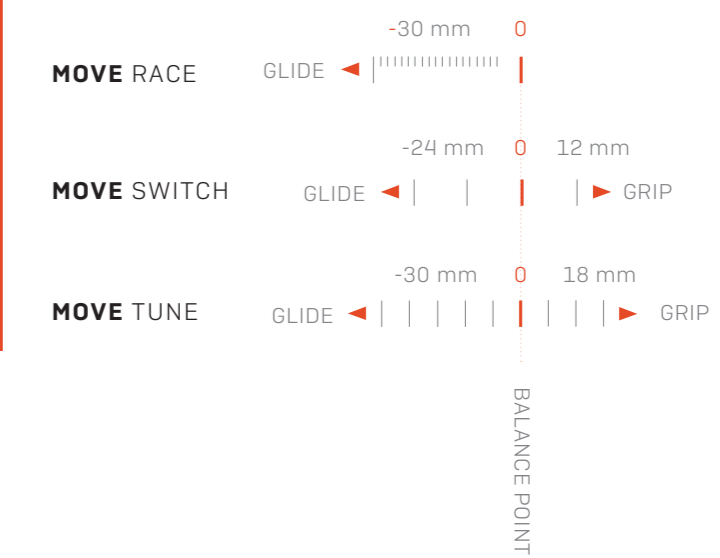 -30 mm 0
MOVE RACE GLIDE
-24 mm 0 12 mm
MOVE SWITCH GLIDE GRIP
-30 mm 0 18 mm
MOVE TUNE GLIDE GRIP
BALANCE POINT